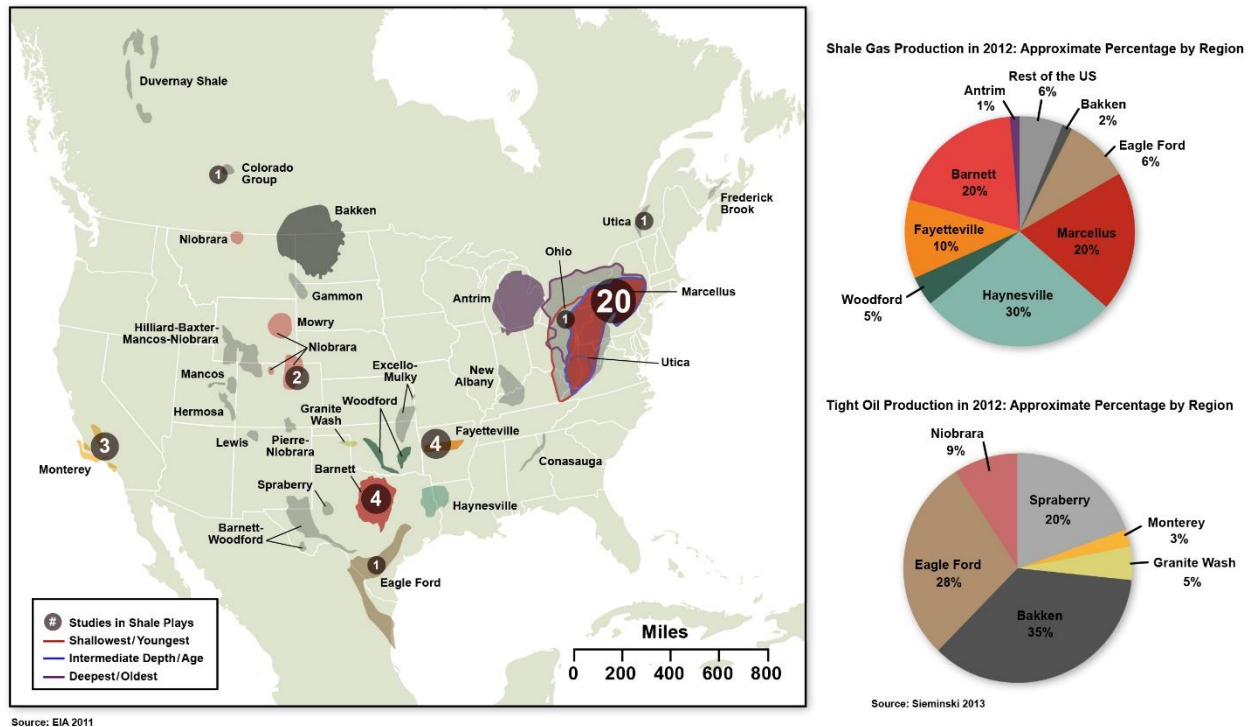 Duvernay Shale
1
Colorado
Group
Bakken
Niobrara
Gammon
Mowry
Hilliard-Baxter-
Mancos-Niobrara
Niobrara
2
Mancos
Hermosa
3
Monterey
Lewis
Pierre-
Niobrara
Granite
Wash
Woodford
Excello-
Mulky
Antrim
New
Albany
Ohio
1
Utica
1
Frederick
Brook
20
Marcellus
Utica
4
Fayetteville
Conasauga
Barnett
4
Spraberry
Haynesville
Barnett-
Woodford
1
Eagle Ford
# Studies in Shale Plays
Shallowest/Youngest
Intermediate Depth/Age
Deepest/Oldest
Miles
0 200 400 600 800
Source: EIA 2011
Shale Gas Production in 2012: Approximate Percentage by Region
Rest of the US
6%
Antrim
1%
Bakken
2%
Eagle Ford
6%
Barnett
20%
Marcellus
20%
Fayetteville
10%
Woodford
5%
Haynesville
30%
Tight Oil Production in 2012: Approximate Percentage by Region
Niobrara
9%
Spraberry
20%
Monterey
3%
Granite Wash
5%
Eagle Ford
28%
Bakken
35%
Source: Sieminski 2013